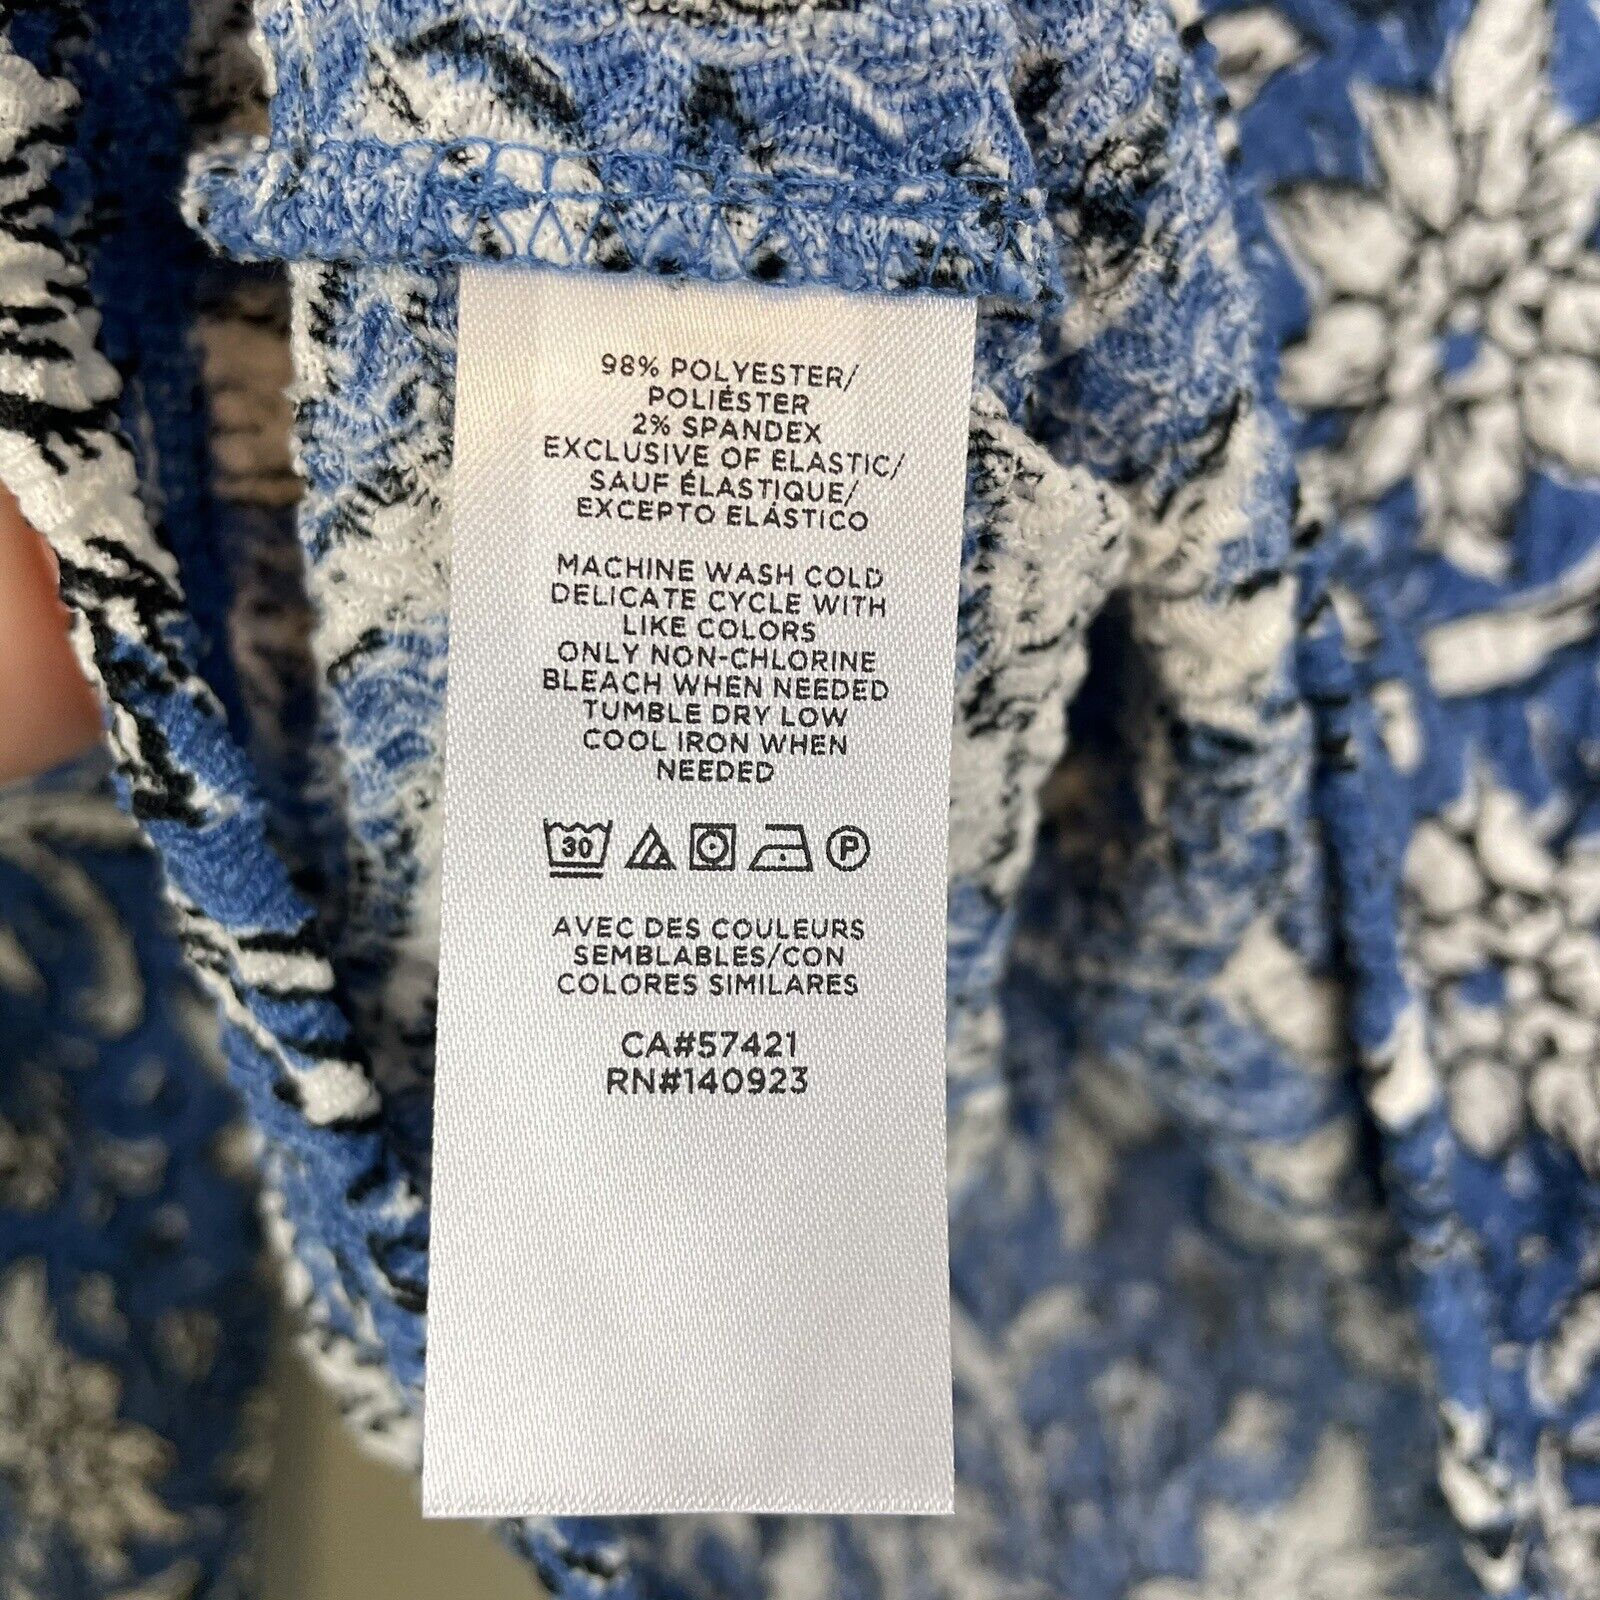 98% POLYESTER/
POLIÉSTER
2% SPANDEX
EXCLUSIVE OF ELASTIC/
SAUF ÉLASTIQUE/
EXCEPTO ELÁSTICO
MACHINE WASH COLD
DELICATE CYCLE WITH
LIKE COLORS
ONLY NON-CHLORINE
BLEACH WHEN NEEDED
TUMBLE DRY LOW
COOL IRON WHEN
NEEDED
30 P
AVEC DES COULEURS
SEMBLABLES/CON
COLORES SIMILARES
CA#57421
RN#140923